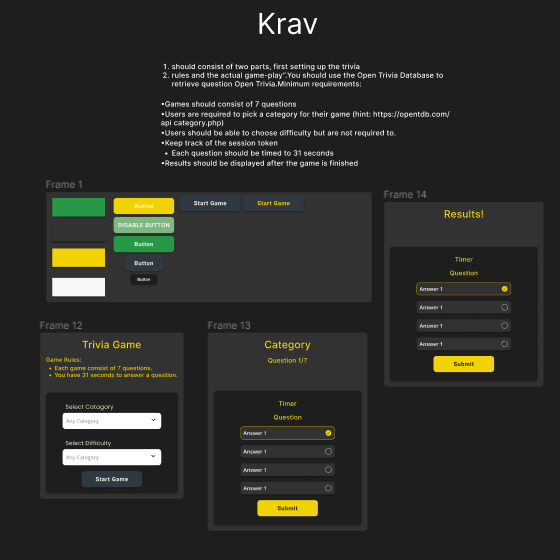 Krav
1. should consist of two parts, first setting up the trivia
2. rules and the actual game-play".You should use the Open Trivia Database to
retrieve question Open Trivia.Minimum requirements:
•Games should consist of 7 questions
•Users are required to pick a category for their game (hint: https://opentdb.com/
api category.php)
•Users should be able to choose difficulty but are not required to.
•Keep track of the session token
• Each question should be timed to 31 seconds
•Results should be displayed after the game is finished
Frame 1
Button
Start Game
Start Game
DISABLE BUTTON
Button
Button
Button
Frame 14
Results!
Timer
Question
Answer 1
Answer 1
Answer 1
Answer 1
Submit
Frame 12
Trivia Game
Game Rules:
• Each game consist of 7 questions.
• You have 31 seconds to answer a question.
Select Catagory
Any Category
Select Difficulty
Any Category
Start Game
Frame 13
Category
Question 1/7
Timer
Question
Answer 1
Answer 1
Answer 1
Answer 1
Submit